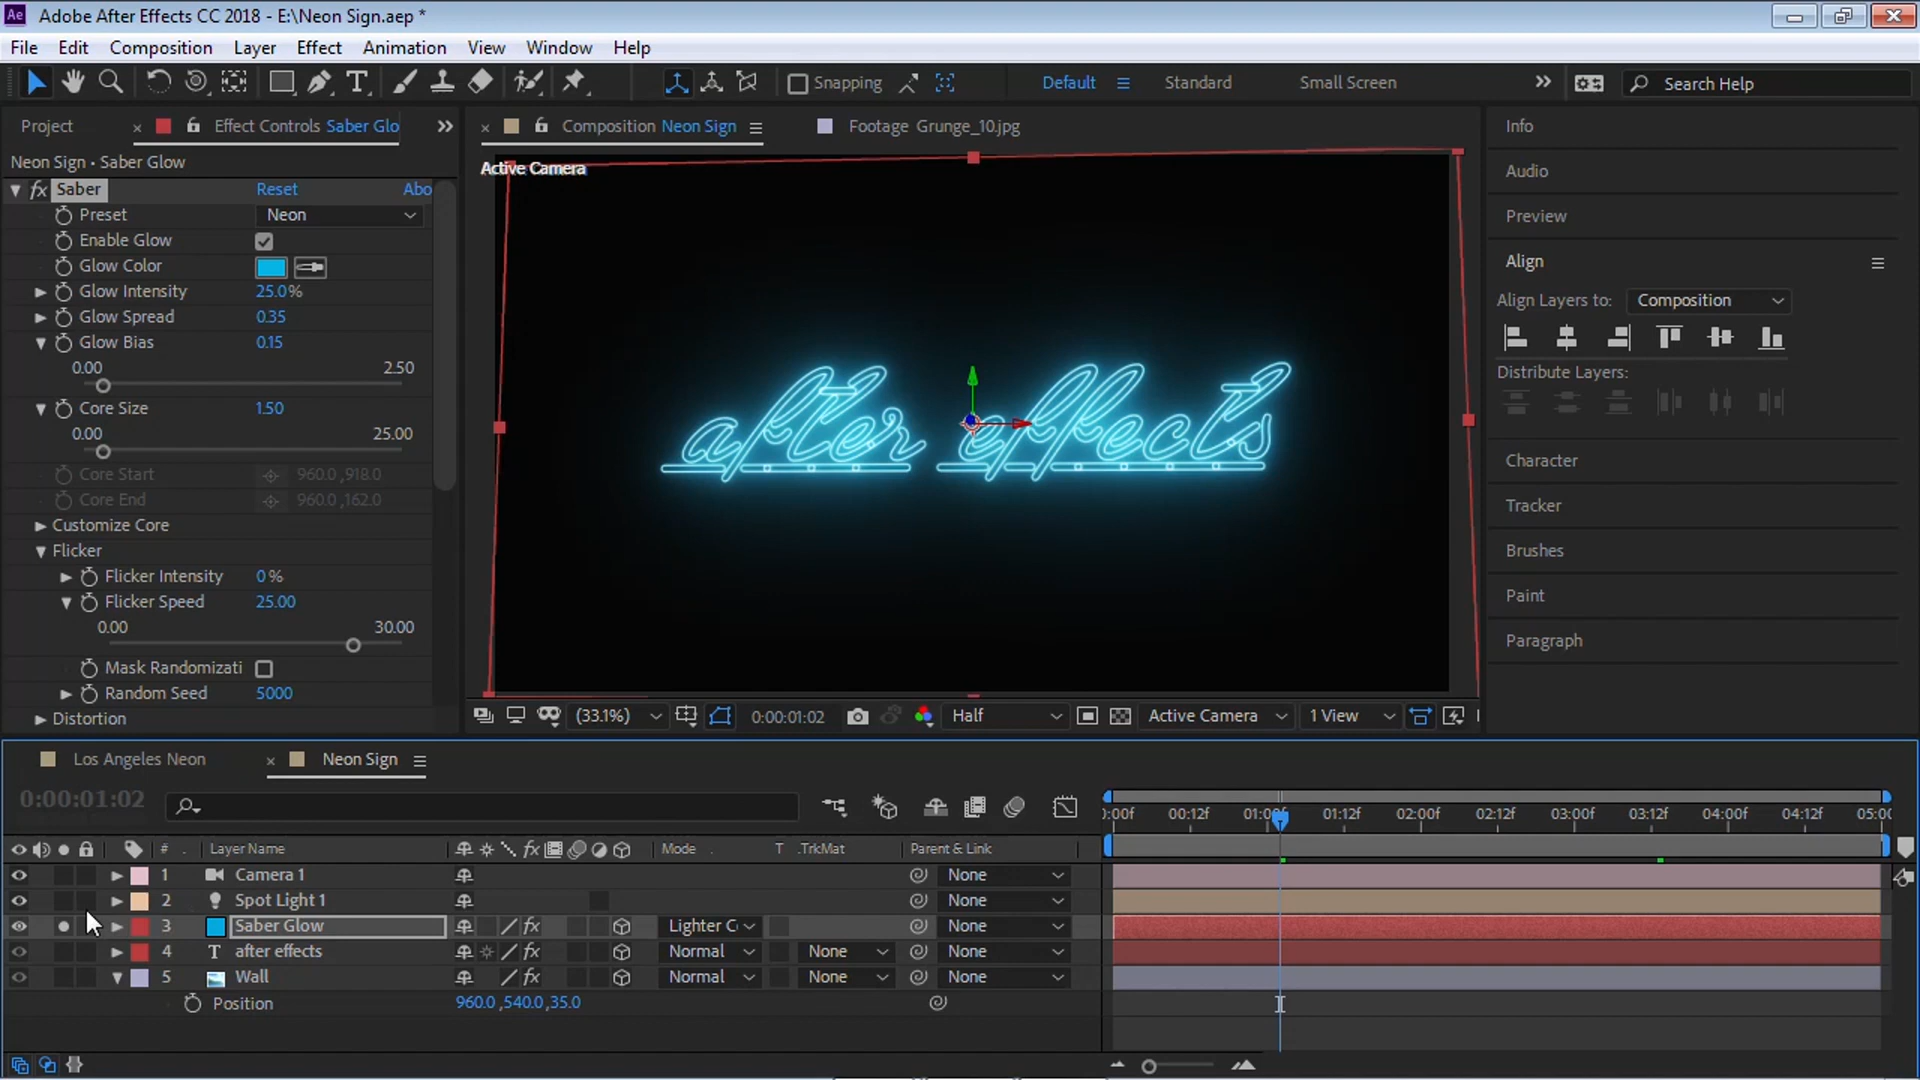 Ae Adobe After Effects CC 2018 - E:\Neon Sign.aep *
File Edit Composition Layer Effect Animation View Window Help
Snapping Default Standard Small Screen Search Help
Project Effect Controls Saber Glo
Composition Neon Sign Footage Grunge_10.jpg
Neon Sign • Saber Glow
fx Saber Reset Abo
Preset Neon
Enable Glow
Glow Color
Glow Intensity 25.0%
Glow Spread 0.35
Glow Bias 0.15
0.00 2.50
Core Size 1.50
0.00 25.00
Core Start 960.0,918.0
Core End 960.0,162.0
Customize Core
Flicker
Flicker Intensity 0%
Flicker Speed 25.00
0.00 30.00
Mask Randomizati
Random Seed 5000
Distortion
Active Camera
after effects
(33.1%) 0:00:01:02 Half Active Camera 1 View
Info
Audio
Preview
Align
Align Layers to: Composition
Distribute Layers:
Character
Tracker
Brushes
Paint
Paragraph
Los Angeles Neon Neon Sign
0:00:01:02
):00f 00:12f 01:00f 01:12f 02:00f 02:12f 03:00f 03:12f 04:00f 04:12f 05:00
# Layer Name fx Mode T .TrkMat Parent & Link
1 Camera 1 None
2 Spot Light 1 None
3 Saber Glow fx Lighter C None
4 T after effects fx Normal None None
5 Wall fx Normal None None
Position 960.0,540.0,35.0